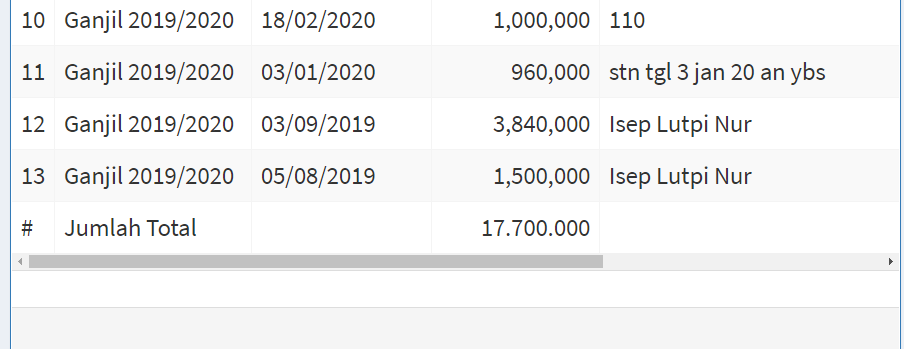 10 Ganjil 2019/2020 18/02/2020 1,000,000 110
11 Ganjil 2019/2020 03/01/2020 960,000 stn tgl 3 jan 20 an ybs
12 Ganjil 2019/2020 03/09/2019 3,840,000 Isep Lutpi Nur
13 Ganjil 2019/2020 05/08/2019 1,500,000 Isep Lutpi Nur
# Jumlah Total 17.700.000